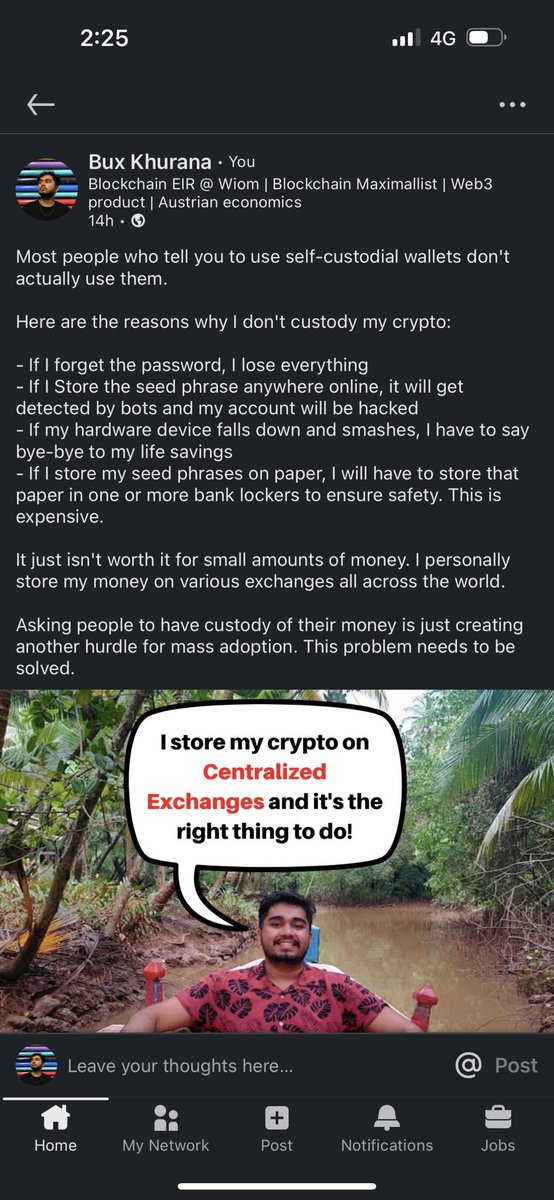 2:25
4G
Bux Khurana • You
Blockchain EIR @ Wiom | Blockchain Maximallist | Web3
product | Austrian economics
14h •
Most people who tell you to use self-custodial wallets don't
actually use them.
Here are the reasons why I don't custody my crypto:
- If I forget the password, I lose everything
- If I Store the seed phrase anywhere online, it will get
detected by bots and my account will be hacked
- If my hardware device falls down and smashes, I have to say
bye-bye to my life savings
- If I store my seed phrases on paper, I will have to store that
paper in one or more bank lockers to ensure safety. This is
expensive.
It just isn't worth it for small amounts of money. I personally
store my money on various exchanges all across the world.
Asking people to have custody of their money is just creating
another hurdle for mass adoption. This problem needs to be
solved.
I store my crypto on
Centralized
Exchanges and it's the
right thing to do!
Leave your thoughts here...
@ Post
Home My Network Post Notifications Jobs